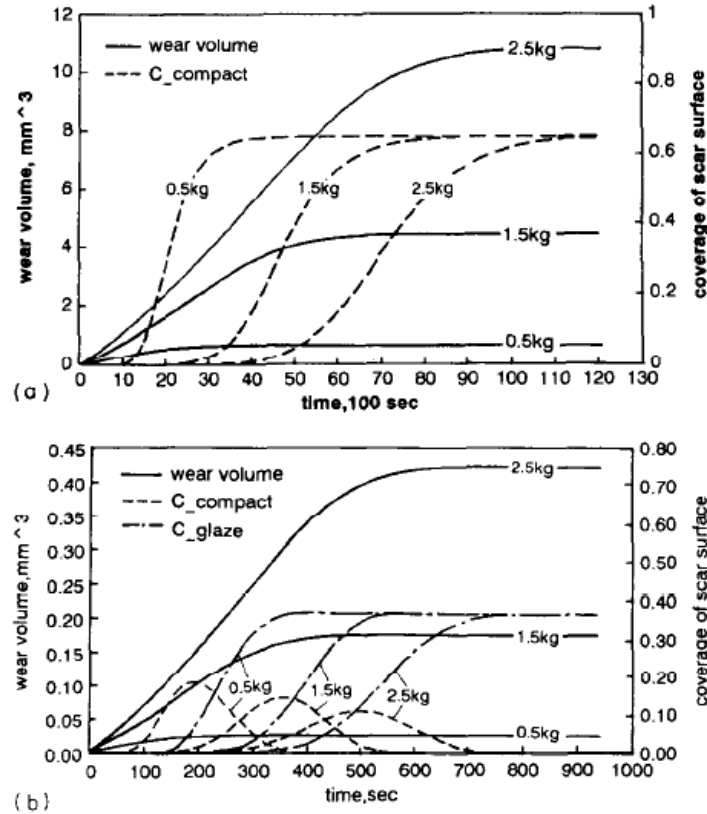 12
10
8
6
4
2
0
wear volume, mm^3
wear volume
C_compact
2.5kg
0.5kg
1.5kg
2.5kg
1.5kg
0.5kg
1
0.8
0.6
0.4
0.2
0
coverage of scar surface
0 10 20 30 40 50 60 70 80 90 100 110 120 130
time,100 sec
(a)
0.45
0.40
0.35
0.30
0.25
0.20
0.15
0.10
0.05
0.00
wear volume,mm^3
wear volume
C_compact
C_glaze
2.5kg
1.5kg
0.5kg
1.5kg
2.5kg
0.5kg
0.80
0.70
0.60
0.50
0.40
0.30
0.20
0.10
0.00
coverage of scar surface
0 100 200 300 400 500 600 700 800 900 1000
time,sec
(b)